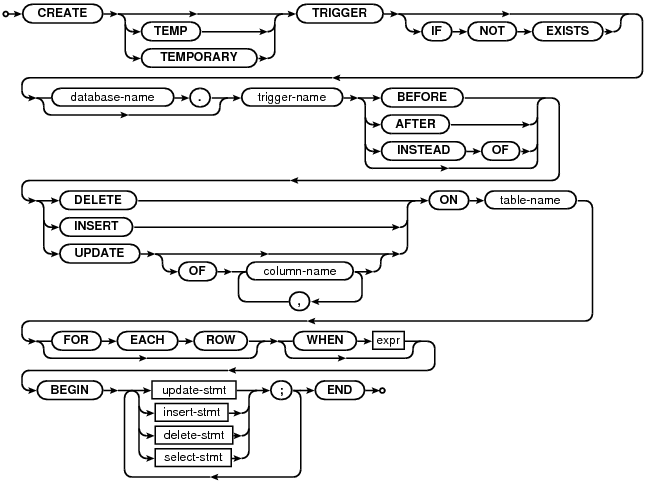 CREATE TRIGGER
TEMP IF NOT EXISTS
TEMPORARY
database-name . trigger-name BEFORE
AFTER
INSTEAD OF
DELETE ON table-name
INSERT
UPDATE
OF column-name
,
FOR EACH ROW WHEN expr
BEGIN update-stmt ; END
insert-stmt
delete-stmt
select-stmt